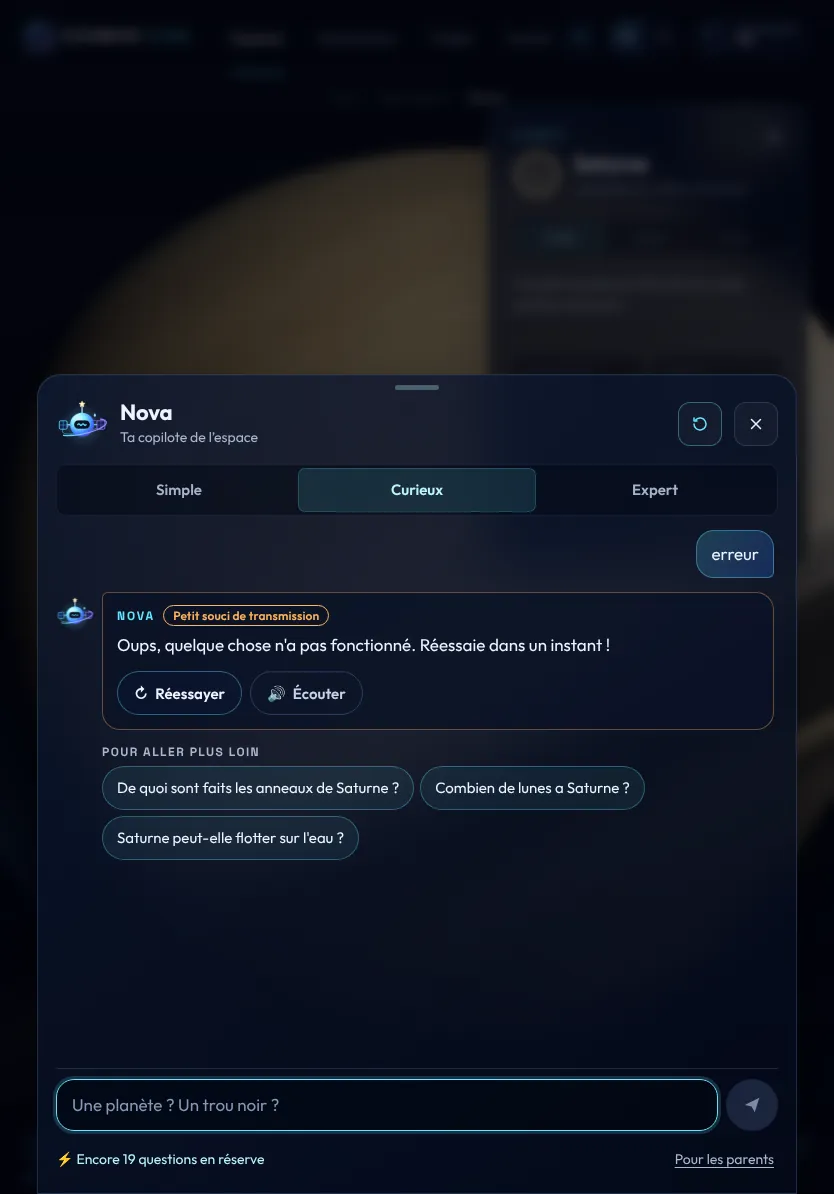 Nova
Ta copilote de l'espace
Simple
Curieux
Expert
erreur
NOVA
Petit souci de transmission
Oups, quelque chose n'a pas fonctionné. Réessaie dans un instant !
Réessayer
Écouter
POUR ALLER PLUS LOIN
De quoi sont faits les anneaux de Saturne ?
Combien de lunes a Saturne ?
Saturne peut-elle flotter sur l'eau ?
Une planète ? Un trou noir ?
Encore 19 questions en réserve
Pour les parents